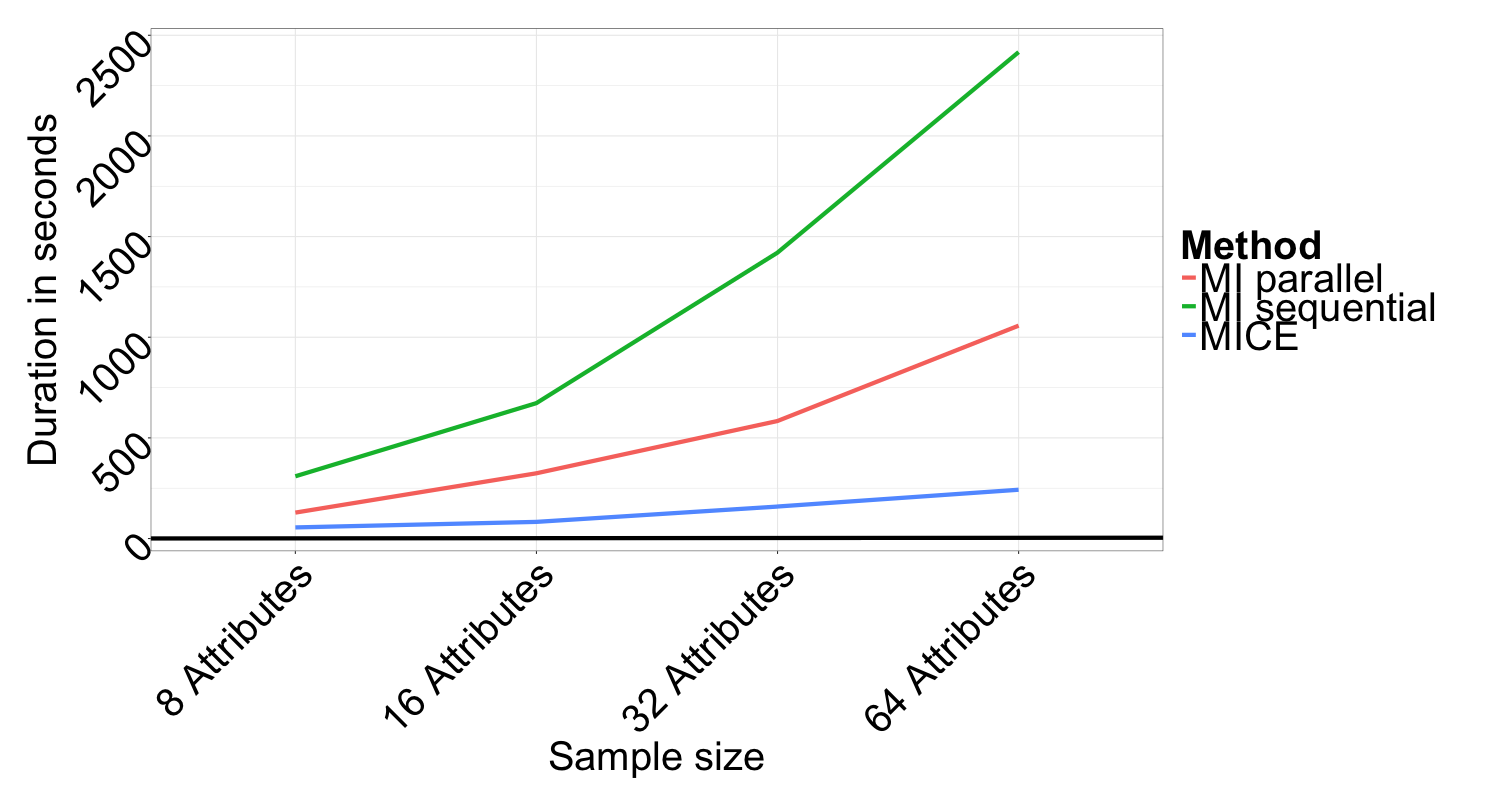 Duration in seconds
2500
2000
1500
1000
500
0
8 Attributes
16 Attributes
32 Attributes
64 Attributes
Sample size
Method
MI parallel
MI sequential
MICE